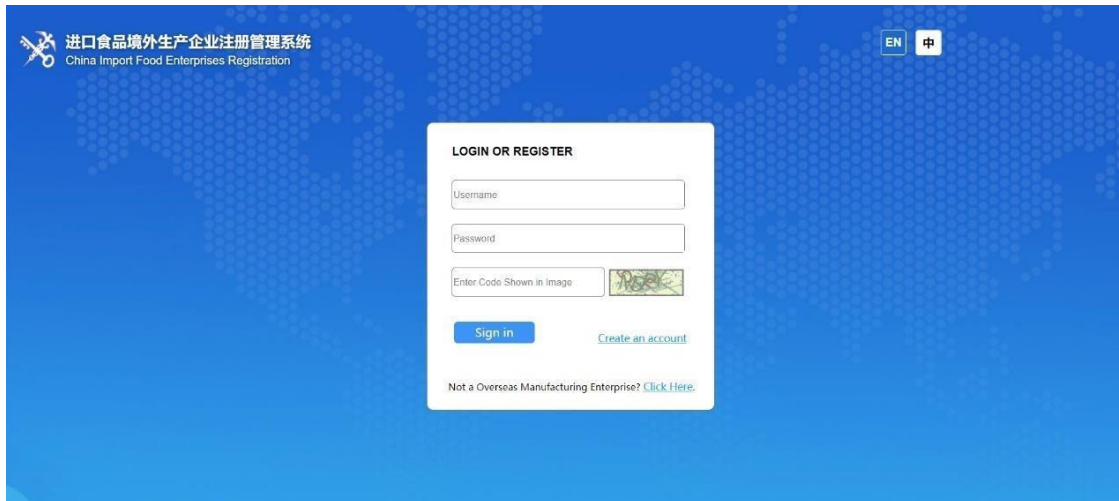 进口食品境外生产企业注册管理系统
China Import Food Enterprises Registration
EN 中
LOGIN OR REGISTER
Username
Password
Enter Code Shown in Image
Sign in
Create an account
Not a Overseas Manufacturing Enterprise? Click Here.